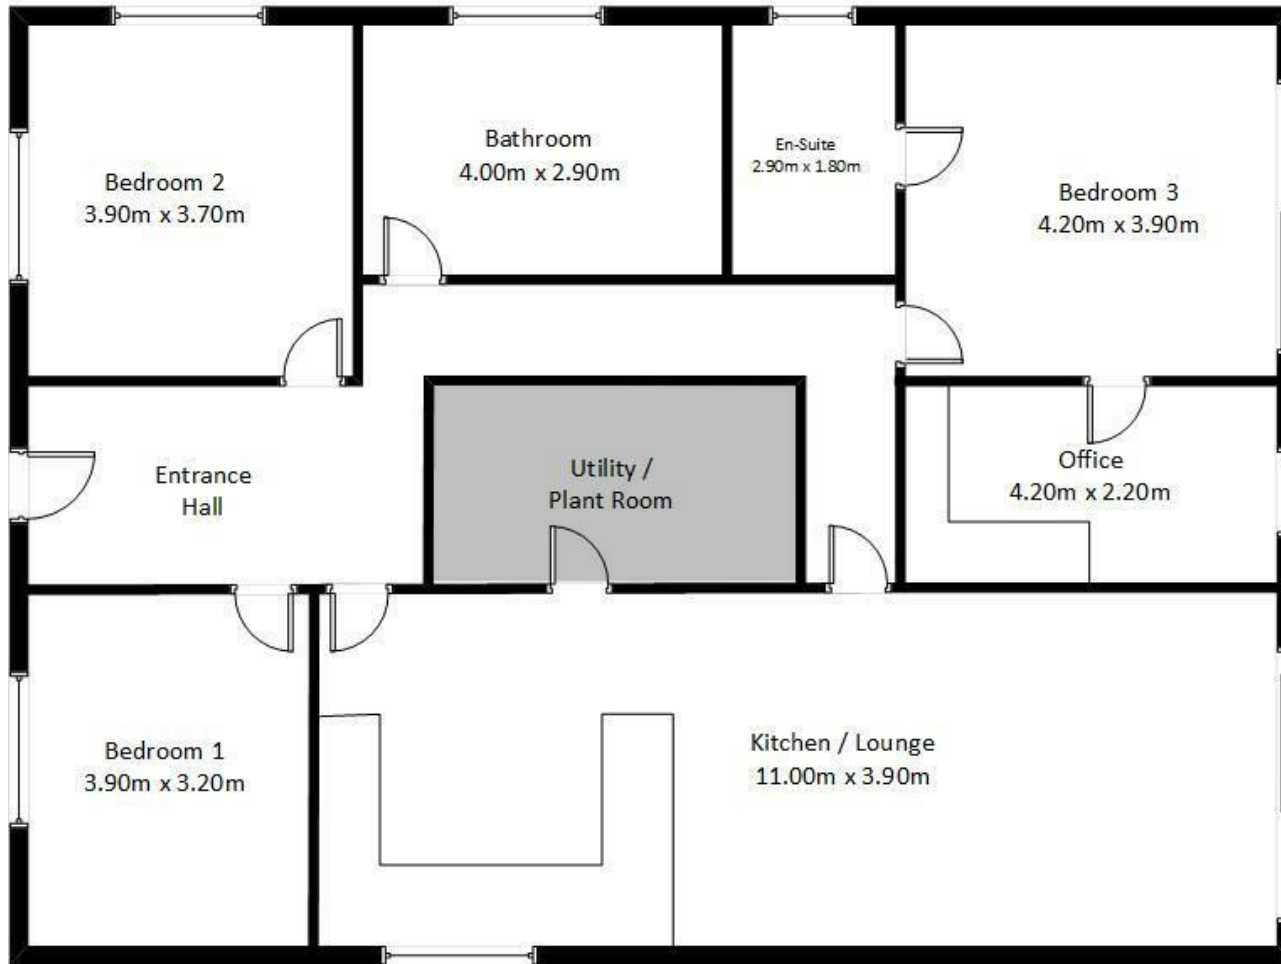 Bedroom 2
3.90m x 3.70m
Bathroom
4.00m x 2.90m
En-Suite
2.90m x 1.80m
Bedroom 3
4.20m x 3.90m
Entrance
Hall
Utility /
Plant Room
Office
4.20m x 2.20m
Bedroom 1
3.90m x 3.20m
Kitchen / Lounge
11.00m x 3.90m